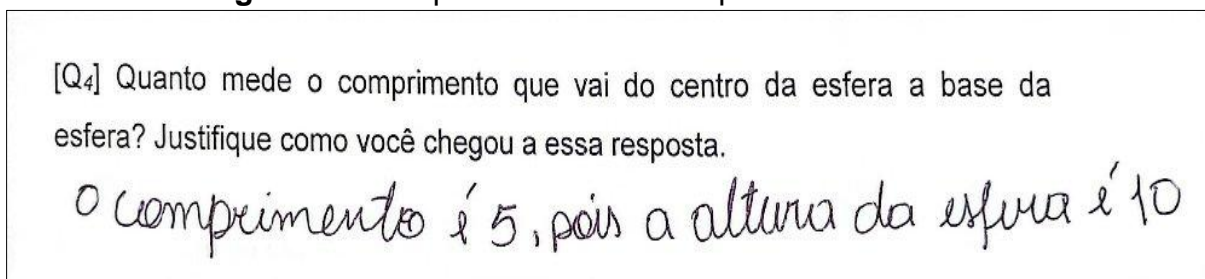 [Q4] Quanto mede o comprimento que vai do centro da esfera a base da
esfera? Justifique como você chegou a essa resposta.
O comprimento é 5, pois a altura da esfera é 10